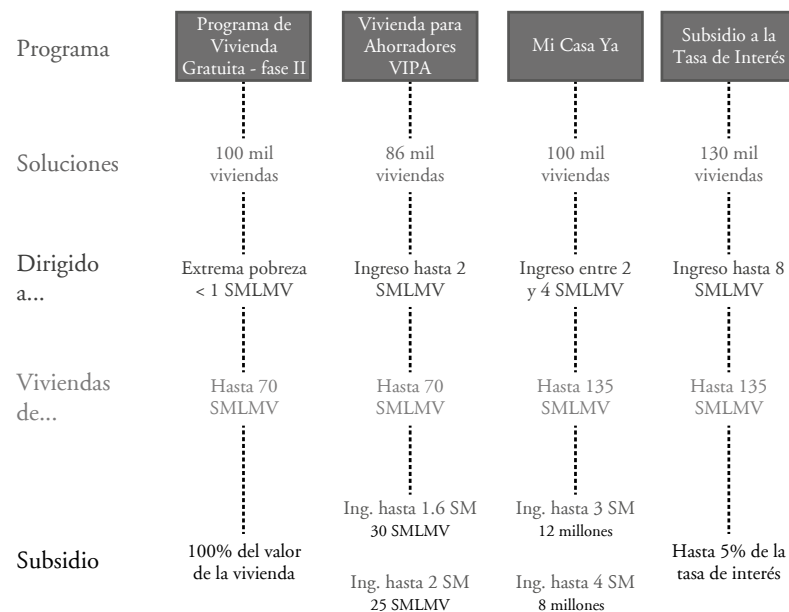 Programa
Programa de
Vivienda
Gratuita - fase II
Vivienda para
Ahorradores
VIPA
Mi Casa Ya
Subsidio a la
Tasa de Interés
Soluciones
100 mil
viviendas
86 mil
viviendas
100 mil
viviendas
130 mil
viviendas
Dirigido
a...
Extrema pobreza
< 1 SMLMV
Ingreso hasta 2
SMLMV
Ingreso entre 2
y 4 SMLMV
Ingreso hasta 8
SMLMV
Viviendas
de...
Hasta 70
SMLMV
Hasta 70
SMLMV
Hasta 135
SMLMV
Hasta 135
SMLMV
Subsidio
100% del valor
de la vivienda
Ing. hasta 1.6 SM
30 SMLMV
Ing. hasta 2 SM
25 SMLMV
Ing. hasta 3 SM
12 millones
Ing. hasta 4 SM
8 millones
Hasta 5% de la
tasa de interés